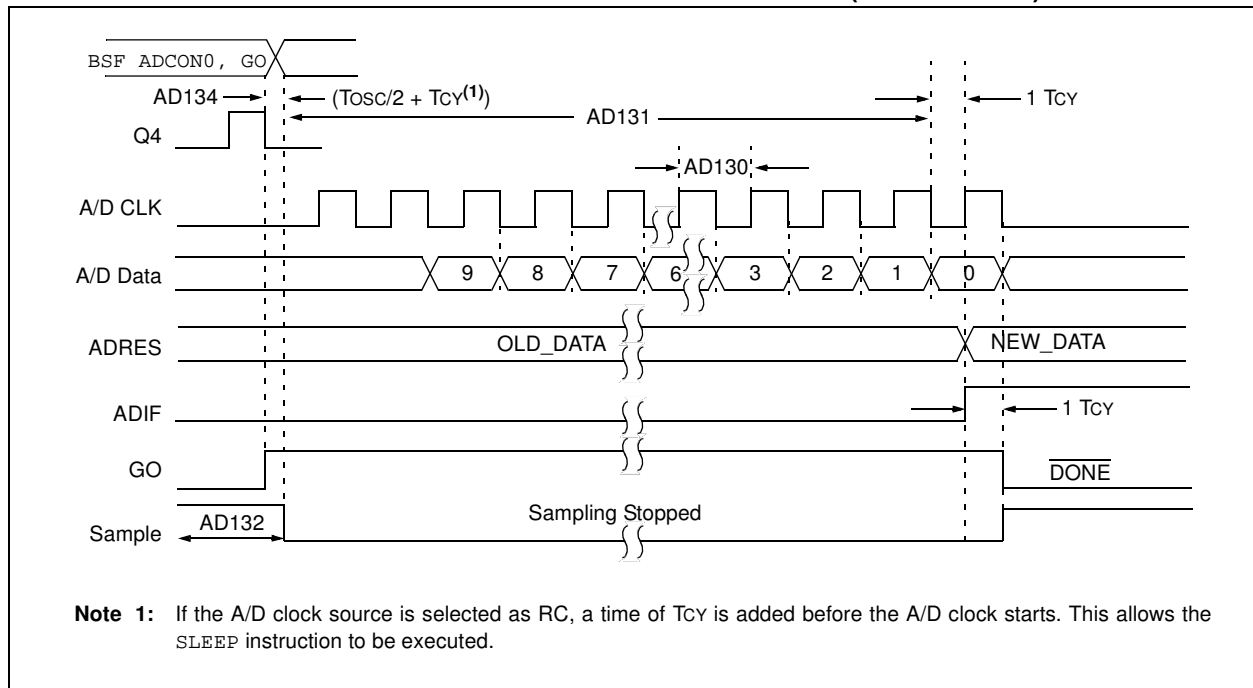 BSF ADCON0, GO
AD134 (TOSC/2 + TCY(1)) 1 TCY
AD131
Q4
AD130
A/D CLK
A/D Data 9 8 7 6 3 2 1 0
ADRES OLD_DATA NEW_DATA
ADIF 1 TCY
GO DONE
Sample AD132 Sampling Stopped
Note 1: If the A/D clock source is selected as RC, a time of TCY is added before the A/D clock starts. This allows the
SLEEP instruction to be executed.